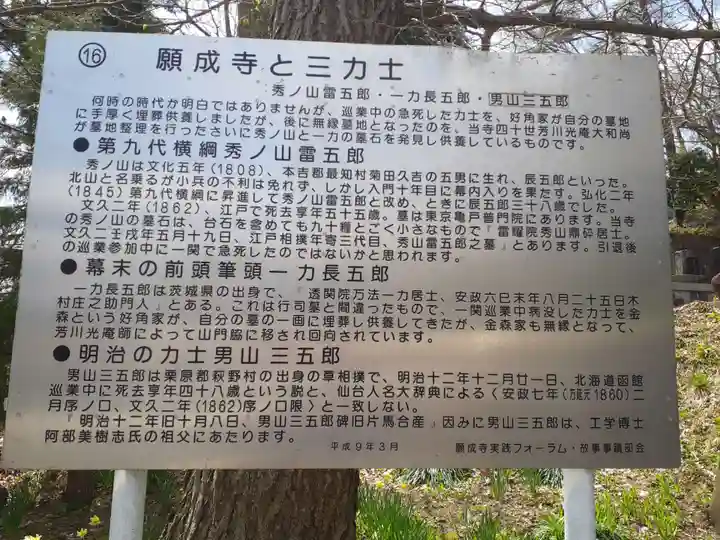 ⑯ 願成寺と三力士
秀ノ山雷五郎・一力長五郎・男山三五郎
何時の時代か明白ではありませんが、巡業中の急死した力士を、好角家が自分の墓地
に手厚く埋葬供養しましたが、後に無縁墓地となったのを、当寺四十世芳川光庵大和尚
が墓地整理を行ったさいに秀ノ山と一力の墓石を発見し供養しているものです。
●第九代横綱秀ノ山雷五郎
秀ノ山は文化五年(1808)、本吉郡最知村菊田久吉の五男に生れ、辰五郎といった。
北山と名乗るが小兵の不利は免れず、しかし入門十年目に幕内入りを果たす。弘化二年
(1845)第九代横綱に昇進して秀ノ山雷五郎と改め、ときに辰五郎三十八歳でした。
文久二年(1862)、江戸で死去享年五十五歳。墓は東京亀戸普門院にあります。当寺
の秀ノ山の墓石は、台石を含めても九十糎とごく小さなもので『雷耀院秀山鼎砕居士。
文久二壬戌年五月十九日、江戸相撲年寄三代目、秀山雷五郎之墓』とあります。引退後
の巡業参加中に一関で急死したのではないかと思われます。
●幕末の前頭筆頭一力長五郎
一力長五郎は茨城県の出身で、『透関院万法一力居士、安政六巳未年八月二十五日木
村庄之助門人』とある。これは行司墓と間違ったもので、一関巡業中病没した力士を金
森という好角家が、自分の墓の一画に埋葬し供養してきたが、金森家も無縁となって、
芳川光庵師によって山門脇に移され回向されています。
●明治の力士男山三五郎
男山三五郎は栗原郡萩野村の出身の草相撲で、明治十二年十二月廿一日、北海道函館
巡業中に死去享年四十八歳という説と、仙台人名大辞典による〈安政七年(万延元1860)二
月序ノ口、文久二年(1862)序ノ口限〉と一致しない。
『明治十二年旧十月八日、男山三五郎碑旧片馬合産』因みに男山三五郎は、工学博士
阿部美樹志氏の祖父にあたります。
平成9年3月 願成寺実践フォーラム・故事事議面会